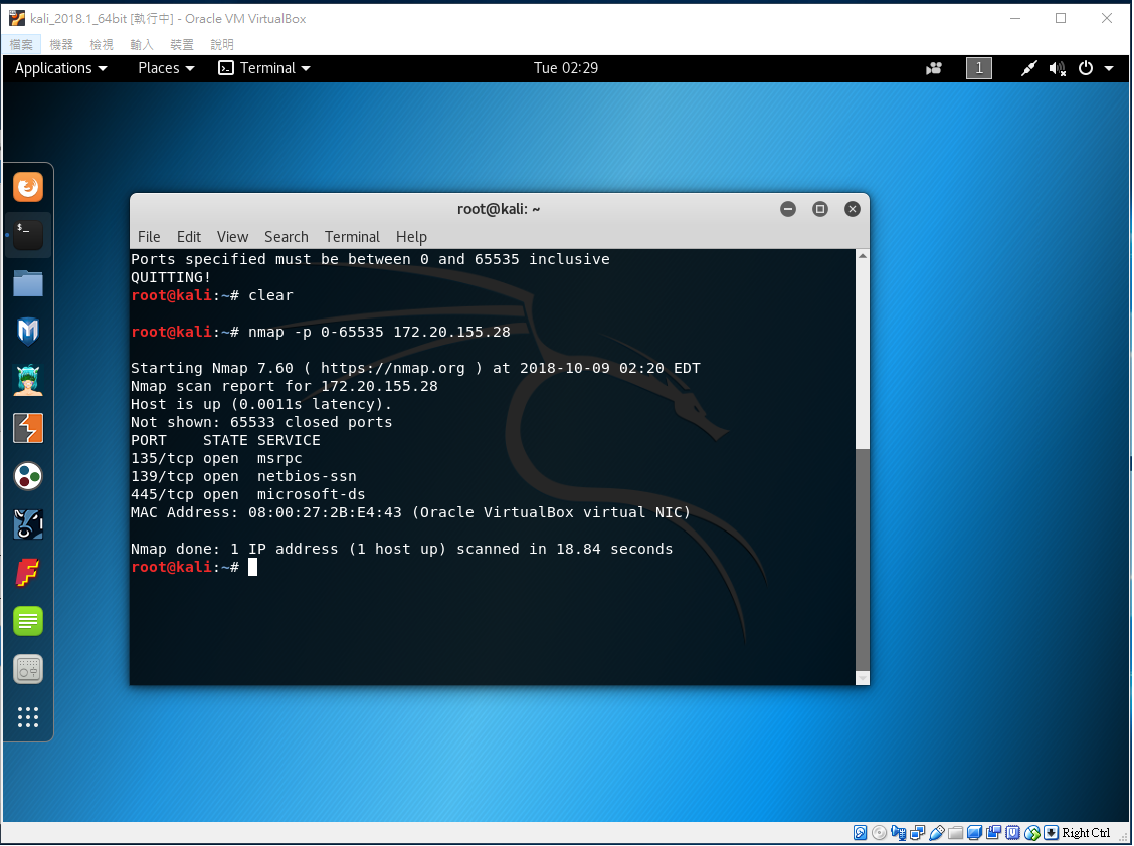 kali_2018.1_64bit [執行中] - Oracle VM VirtualBox
檔案 機器 檢視 輸入 裝置 說明
Applications Places Terminal Tue 02:29 1
root@kali: ~
File Edit View Search Terminal Help
Ports specified must be between 0 and 65535 inclusive
QUITTING!
root@kali:~# clear
root@kali:~# nmap -p 0-65535 172.20.155.28
Starting Nmap 7.60 ( https://nmap.org ) at 2018-10-09 02:20 EDT
Nmap scan report for 172.20.155.28
Host is up (0.0011s latency).
Not shown: 65533 closed ports
PORT    STATE SERVICE
135/tcp open  msrpc
139/tcp open  netbios-ssn
445/tcp open  microsoft-ds
MAC Address: 08:00:27:2B:E4:43 (Oracle VirtualBox virtual NIC)
Nmap done: 1 IP address (1 host up) scanned in 18.84 seconds
root@kali:~#
Right Ctrl